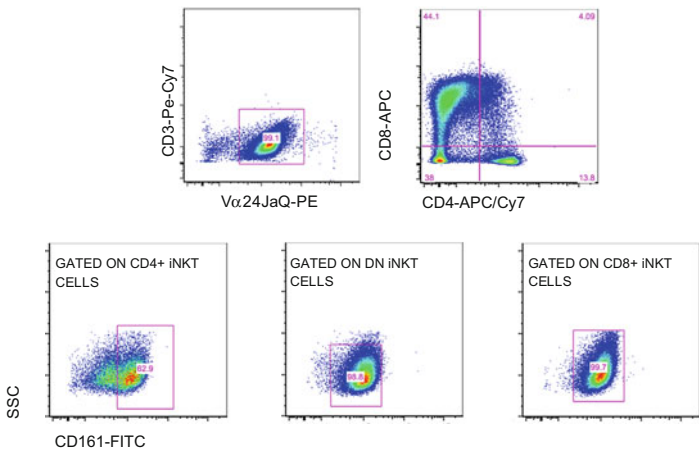 CD3-Pe-Cy7
99.1
Vα24JaQ-PE
CD8-APC
44.1
4.09
38
13.8
CD4-APC/Cy7
GATED ON CD4+ iNKT
CELLS
62.9
GATED ON DN iNKT
CELLS
98.8
GATED ON CD8+ iNKT
CELLS
99.7
SSC
CD161-FITC